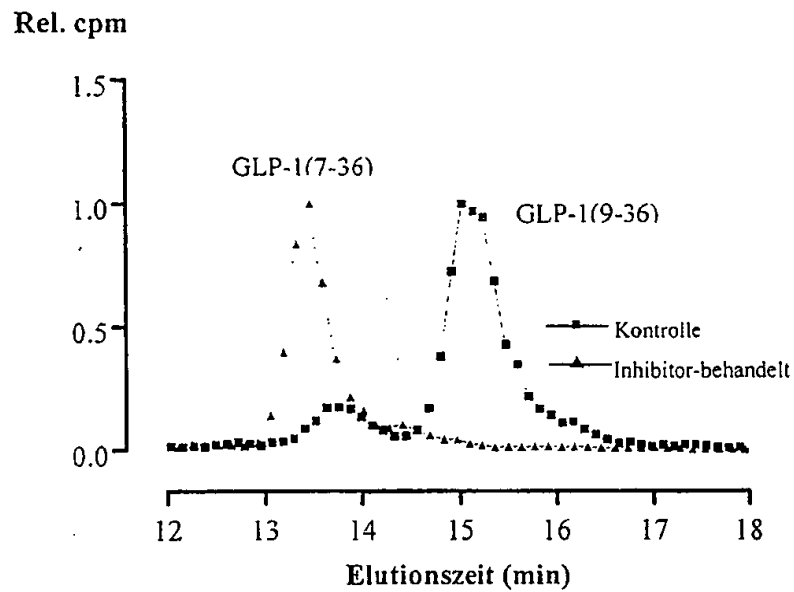 Rel. cpm
1.5
GLP-1(7-36)
1.0
GLP-1(9-36)
0.5
Kontrolle
Inhibitor-behandelt
0.0
12 13 14 15 16 17 18
Elutionszeit (min)